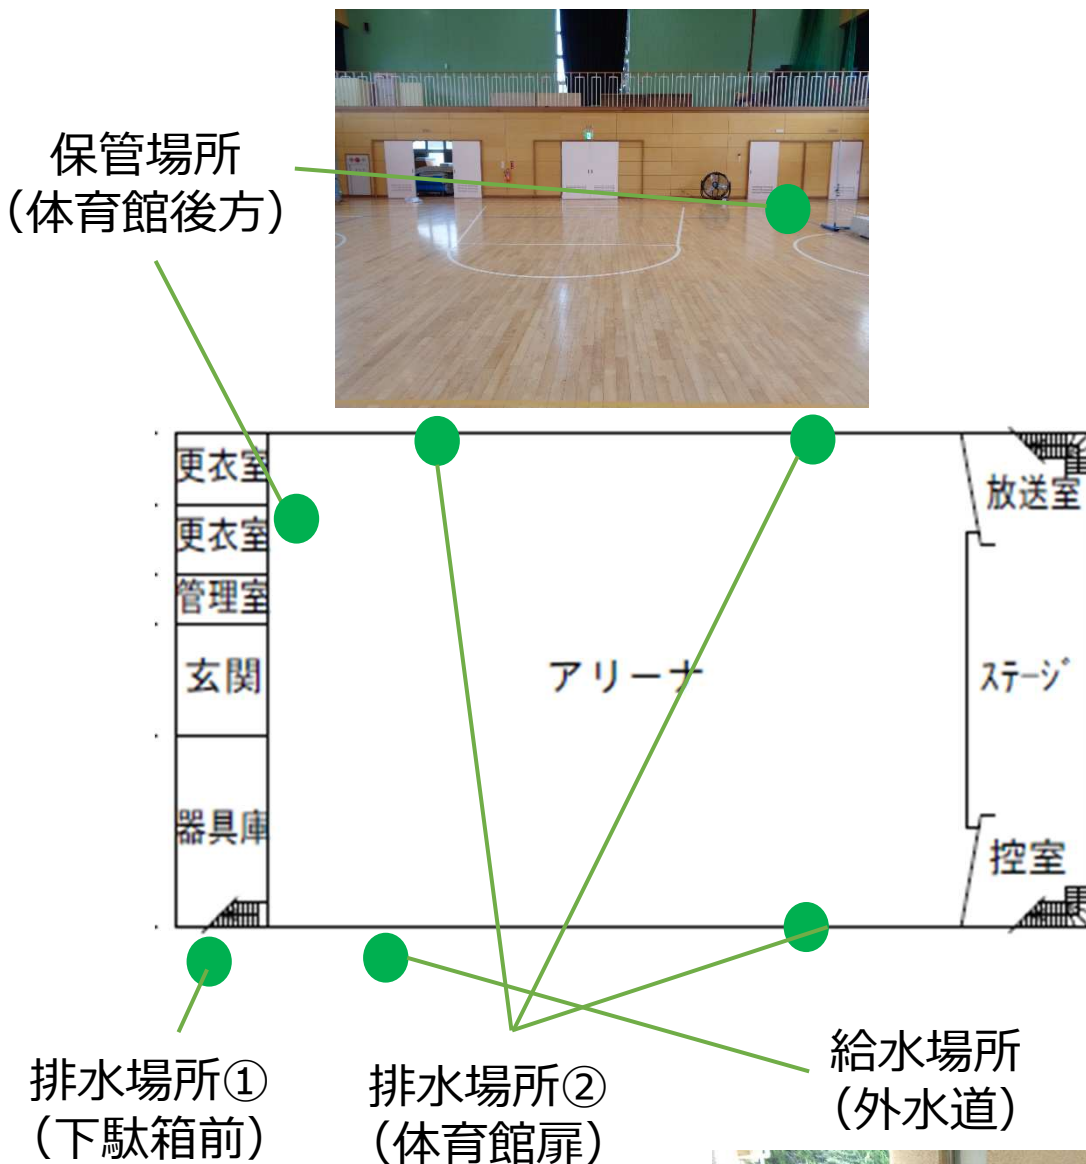 保管場所
（体育館後方）
更衣室
更衣室
管理室
玄関
器具庫
アリーナ
放送室
ステージ
控室
排水場所①
（下駄箱前）
排水場所②
（体育館扉）
給水場所
（外水道）